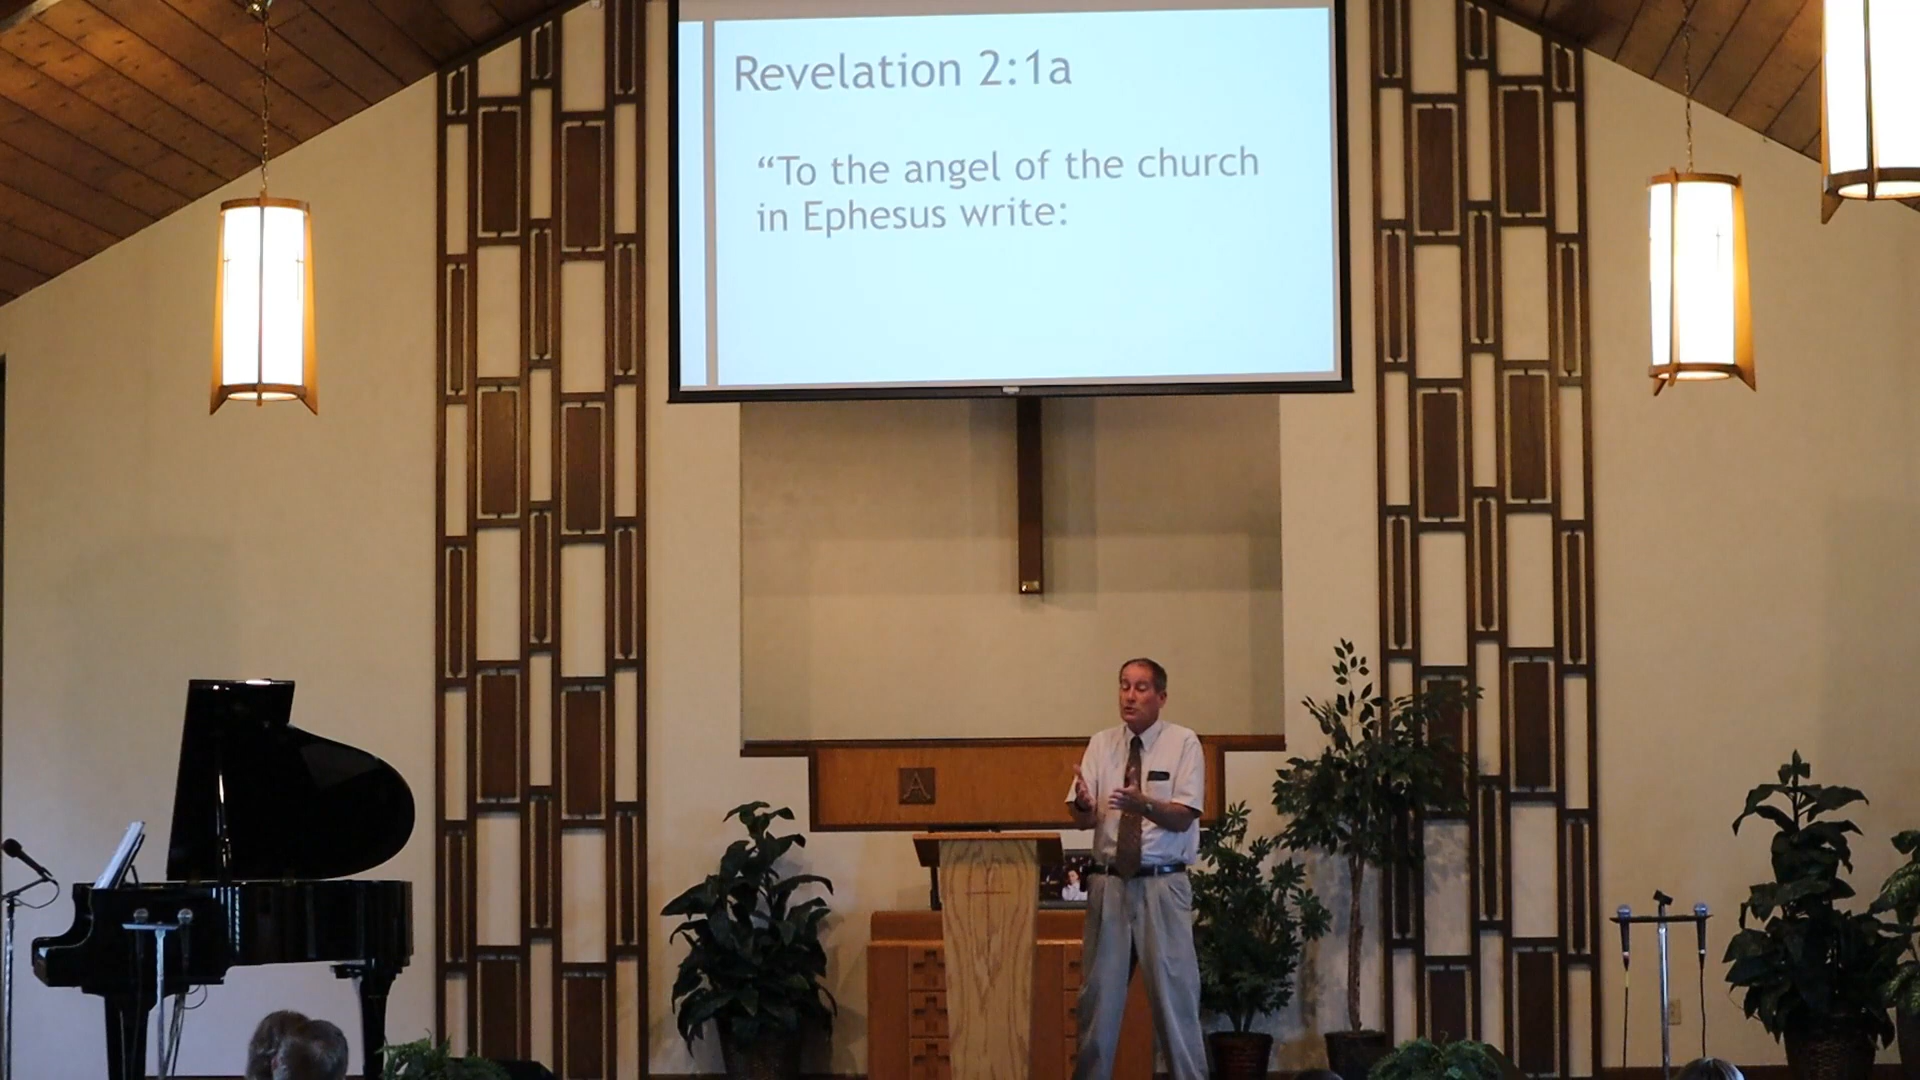 Revelation 2:1a
“To the angel of the church
in Ephesus write:
A